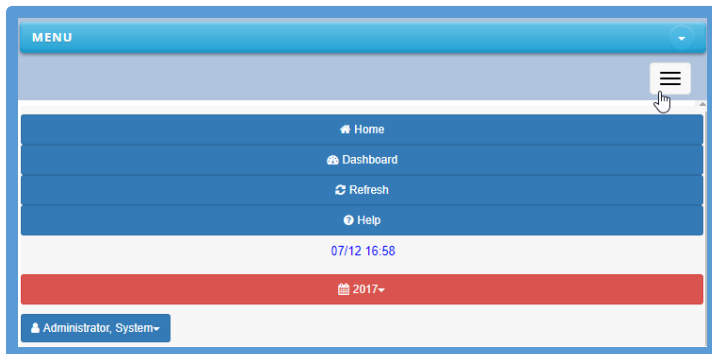 MENU
Home
Dashboard
Refresh
Help
07/12 16:58
2017
Administrator, System